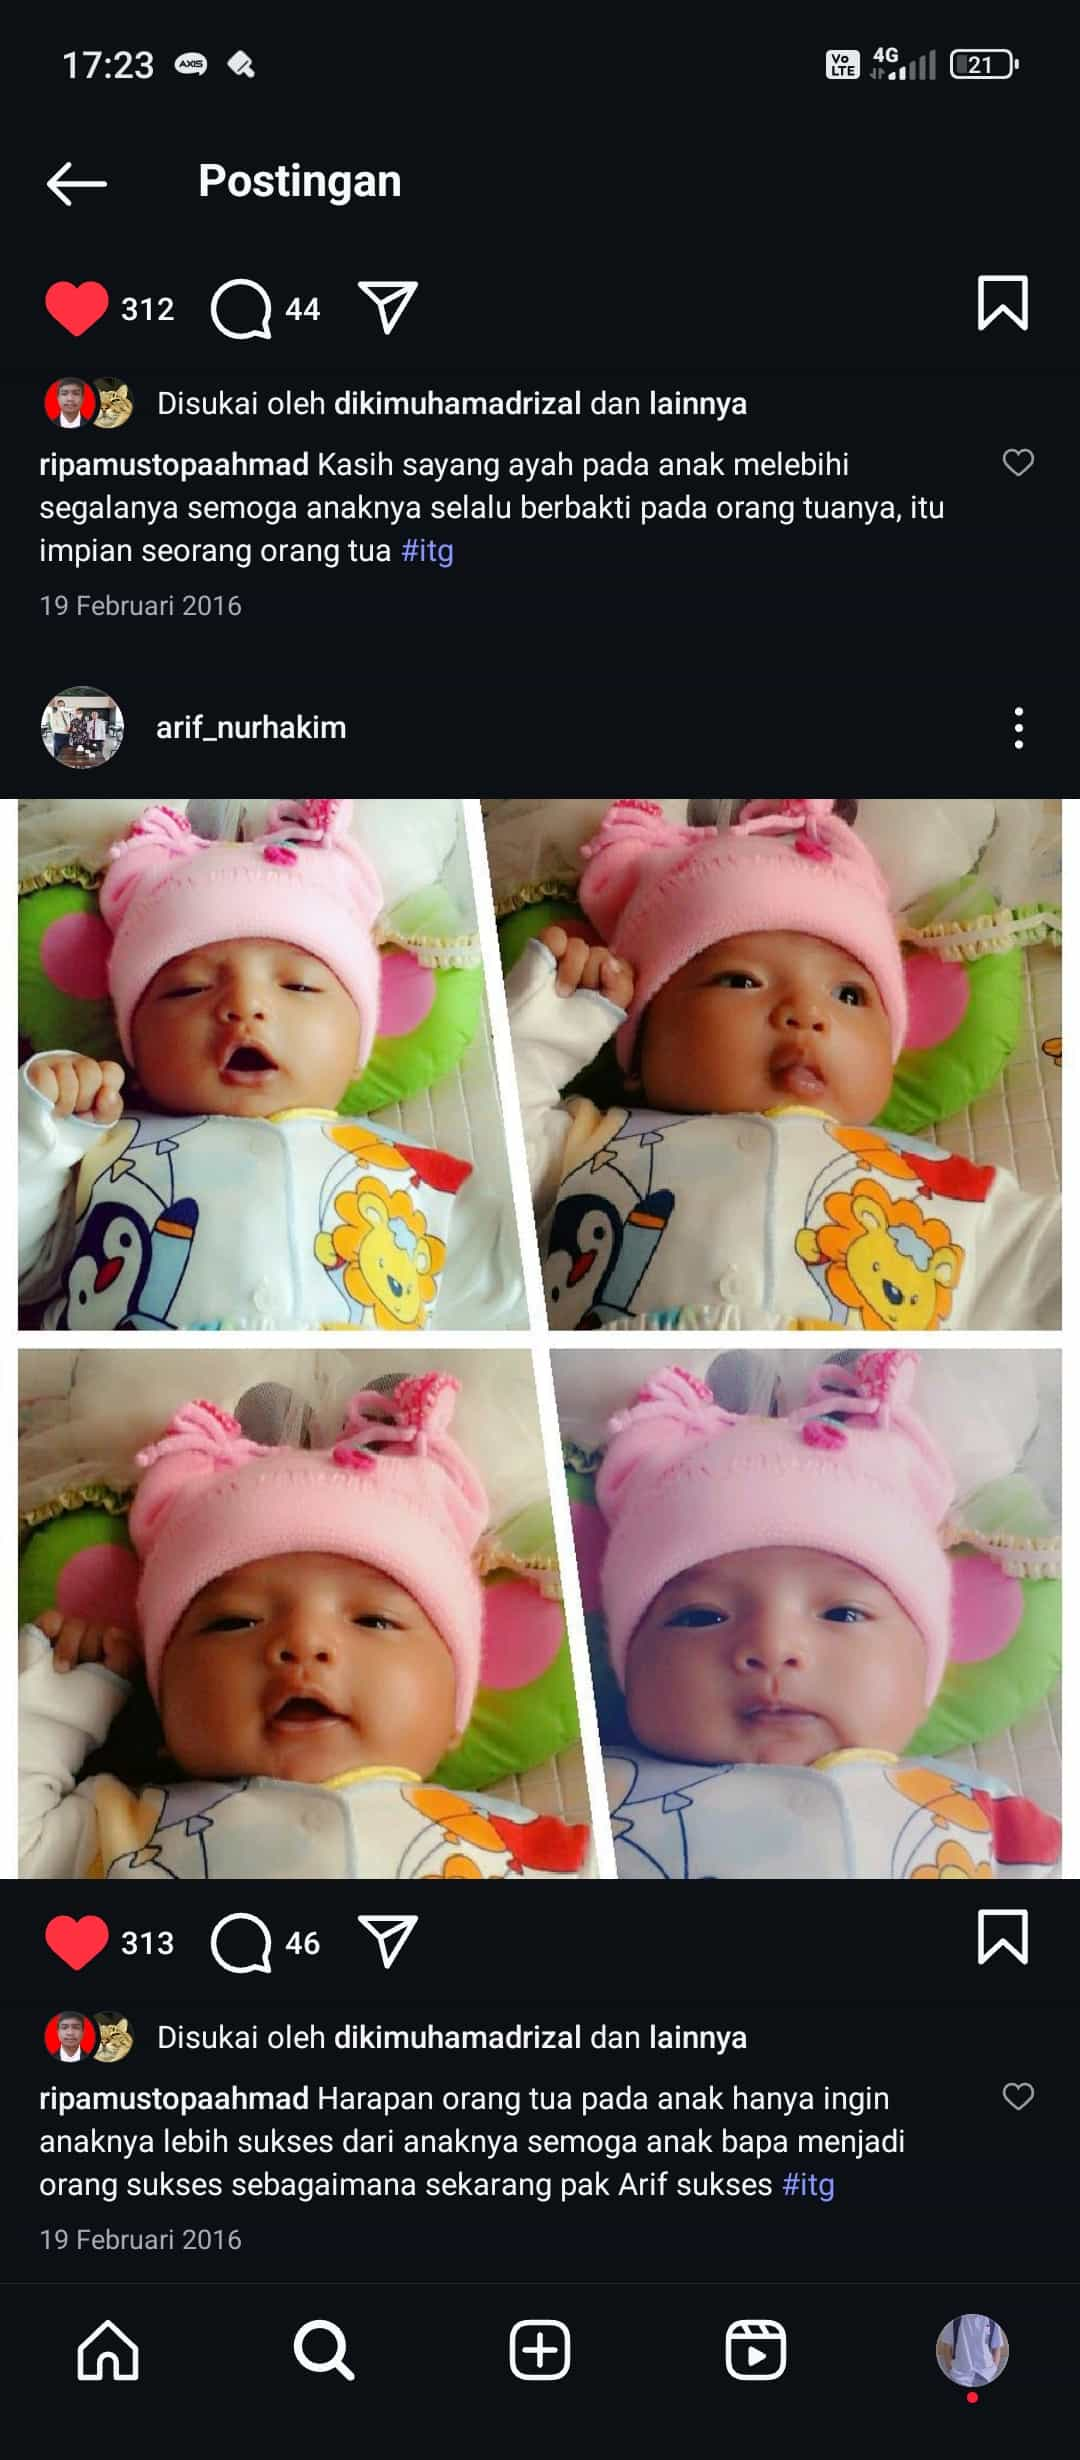 17:23 AXIS Vo LTE 4G 21
Postingan
312 44
Disukai oleh dikimuhamadrizal dan lainnya
ripamustopaahmad Kasih sayang ayah pada anak melebihi
segalanya semoga anaknya selalu berbakti pada orang tuanya, itu
impian seorang orang tua #itg
19 Februari 2016
arif_nurhakim
313 46
Disukai oleh dikimuhamadrizal dan lainnya
ripamustopaahmad Harapan orang tua pada anak hanya ingin
anaknya lebih sukses dari anaknya semoga anak bapa menjadi
orang sukses sebagaimana sekarang pak Arif sukses #itg
19 Februari 2016